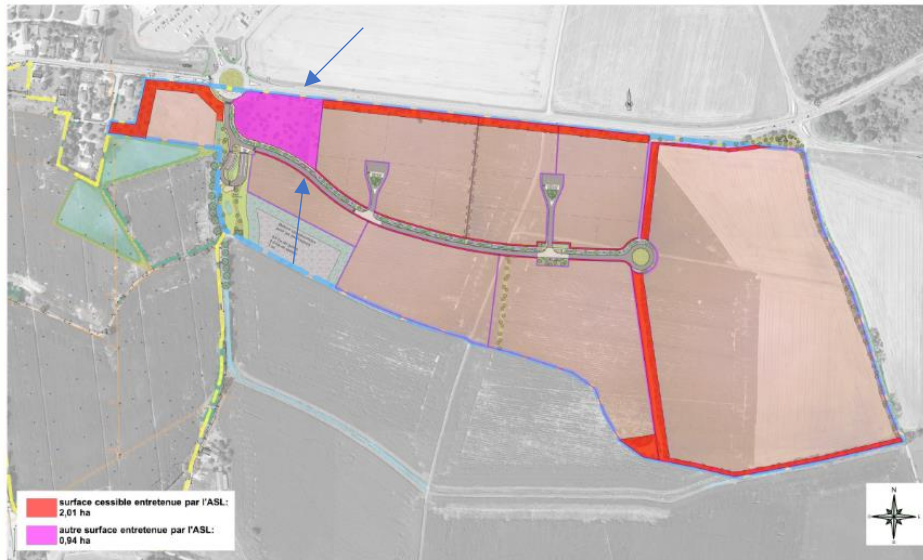 surface cessible entretenue par l'ASL:
2,01 ha
autre surface entretenue par l'ASL:
0,94 ha